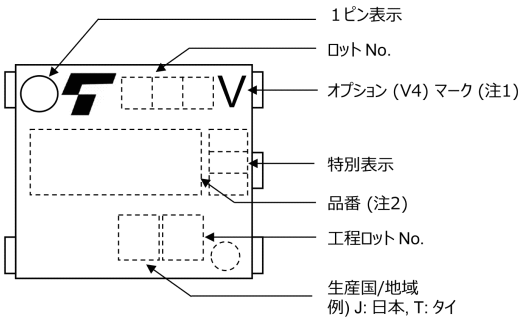 1ピン表示
ロット No.
V
オプション (V4) マーク (注1)
特別表示
品番 (注2)
工程ロット No.
生産国/地域
例) J: 日本, T: タイ